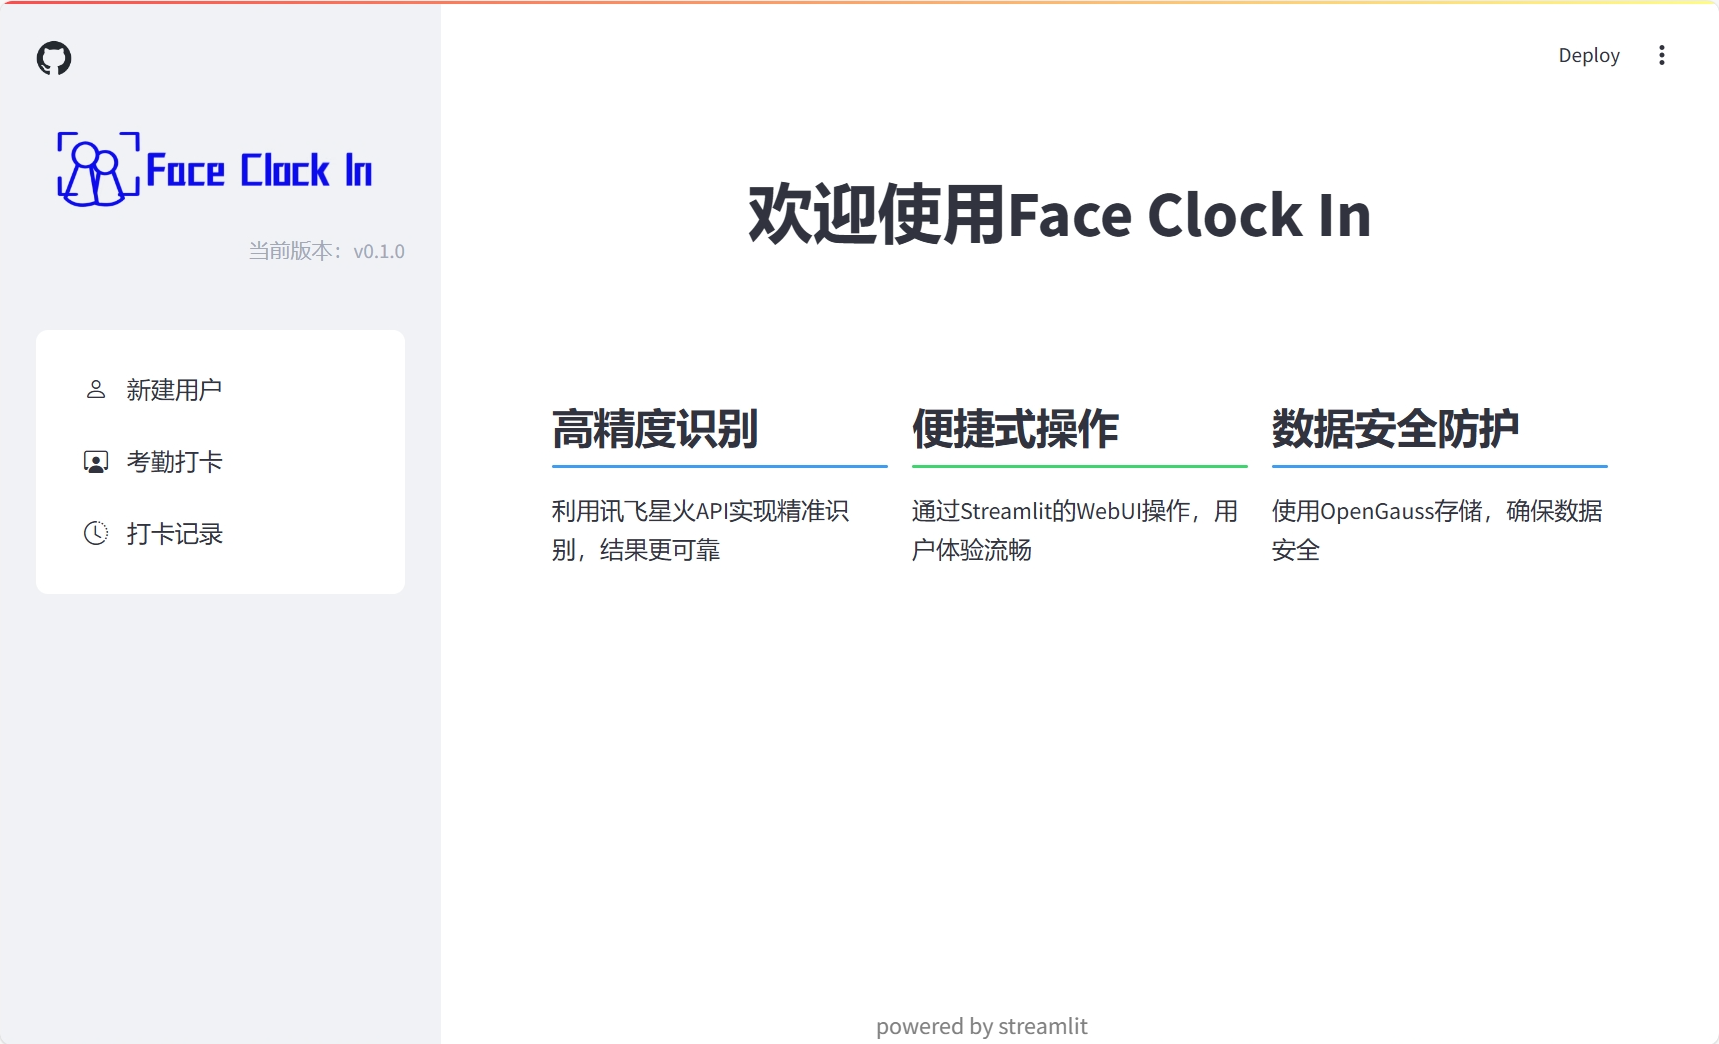 Deploy
Face Clock In
当前版本：v0.1.0
新建用户
考勤打卡
打卡记录
欢迎使用Face Clock In
高精度识别
利用讯飞星火API实现精准识
别，结果更可靠
便捷式操作
通过Streamlit的WebUI操作，用
户体验流畅
数据安全防护
使用OpenGauss存储，确保数据
安全
powered by streamlit